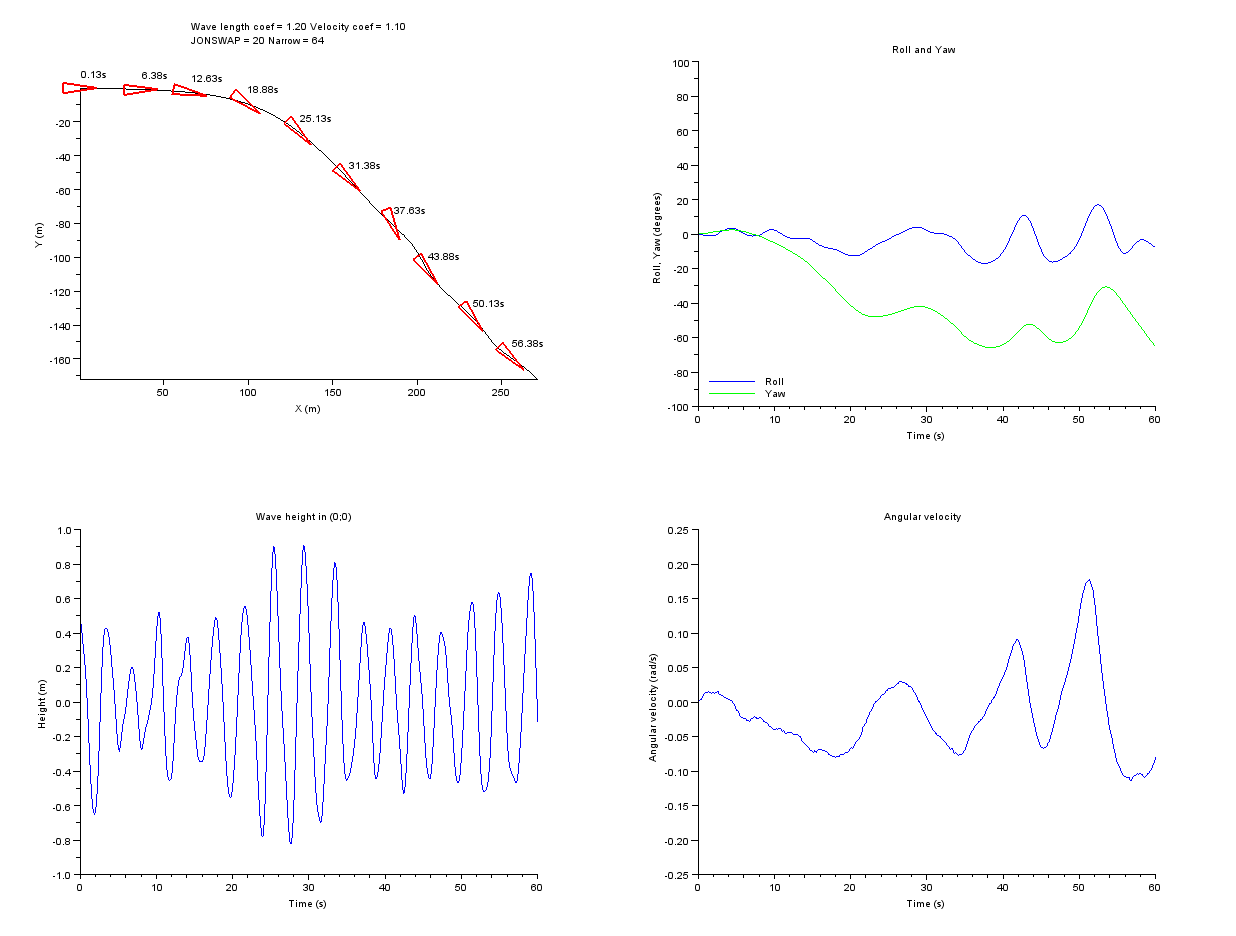 Wave length coef = 1.20 Velocity coef = 1.10
JONSWAP = 20 Narrow = 64
0.13s
6.38s
12.63s
18.88s
25.13s
31.38s
37.63s
43.88s
50.13s
56.38s
-20
-40
-60
-80
-100
-120
-140
-160
Y (m)
50
100
150
200
250
X (m)
Roll and Yaw
100
80
60
40
20
0
-20
-40
-60
-80
-100
Roll, Yaw (degrees)
Roll
Yaw
0
10
20
30
40
50
60
Time (s)
Wave height in (0;0)
1.0
0.8
0.6
0.4
0.2
0.0
-0.2
-0.4
-0.6
-0.8
-1.0
Height (m)
0
10
20
30
40
50
60
Time (s)
Angular velocity
0.25
0.20
0.15
0.10
0.05
0.00
-0.05
-0.10
-0.15
-0.20
-0.25
Angular velocity (rad/s)
0
10
20
30
40
50
60
Time (s)